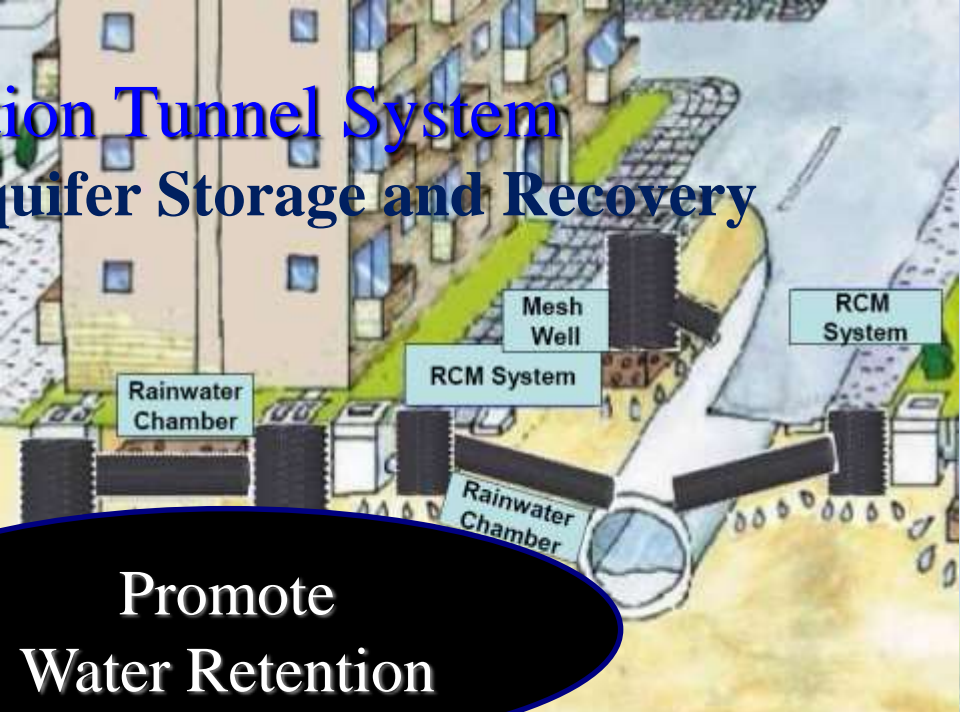 tion Tunnel System
quifer Storage and Recovery
Mesh
Well
RCM
System
RCM System
Rainwater
Chamber
Rainwater
Chamber
Promote
Water Retention